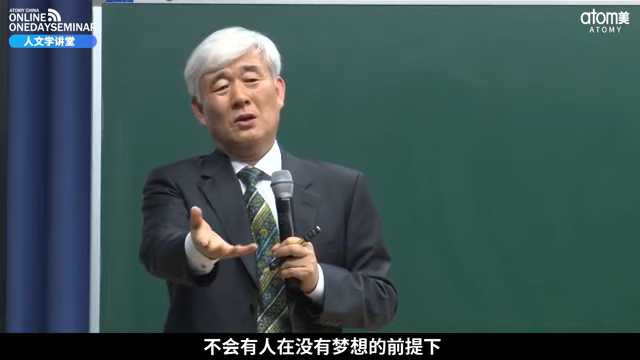 ATOMY CHINA
ONLINE
ONEDAYSEMINAR
人文学讲堂
atom美
ATOMY
不会有人在没有梦想的前提下